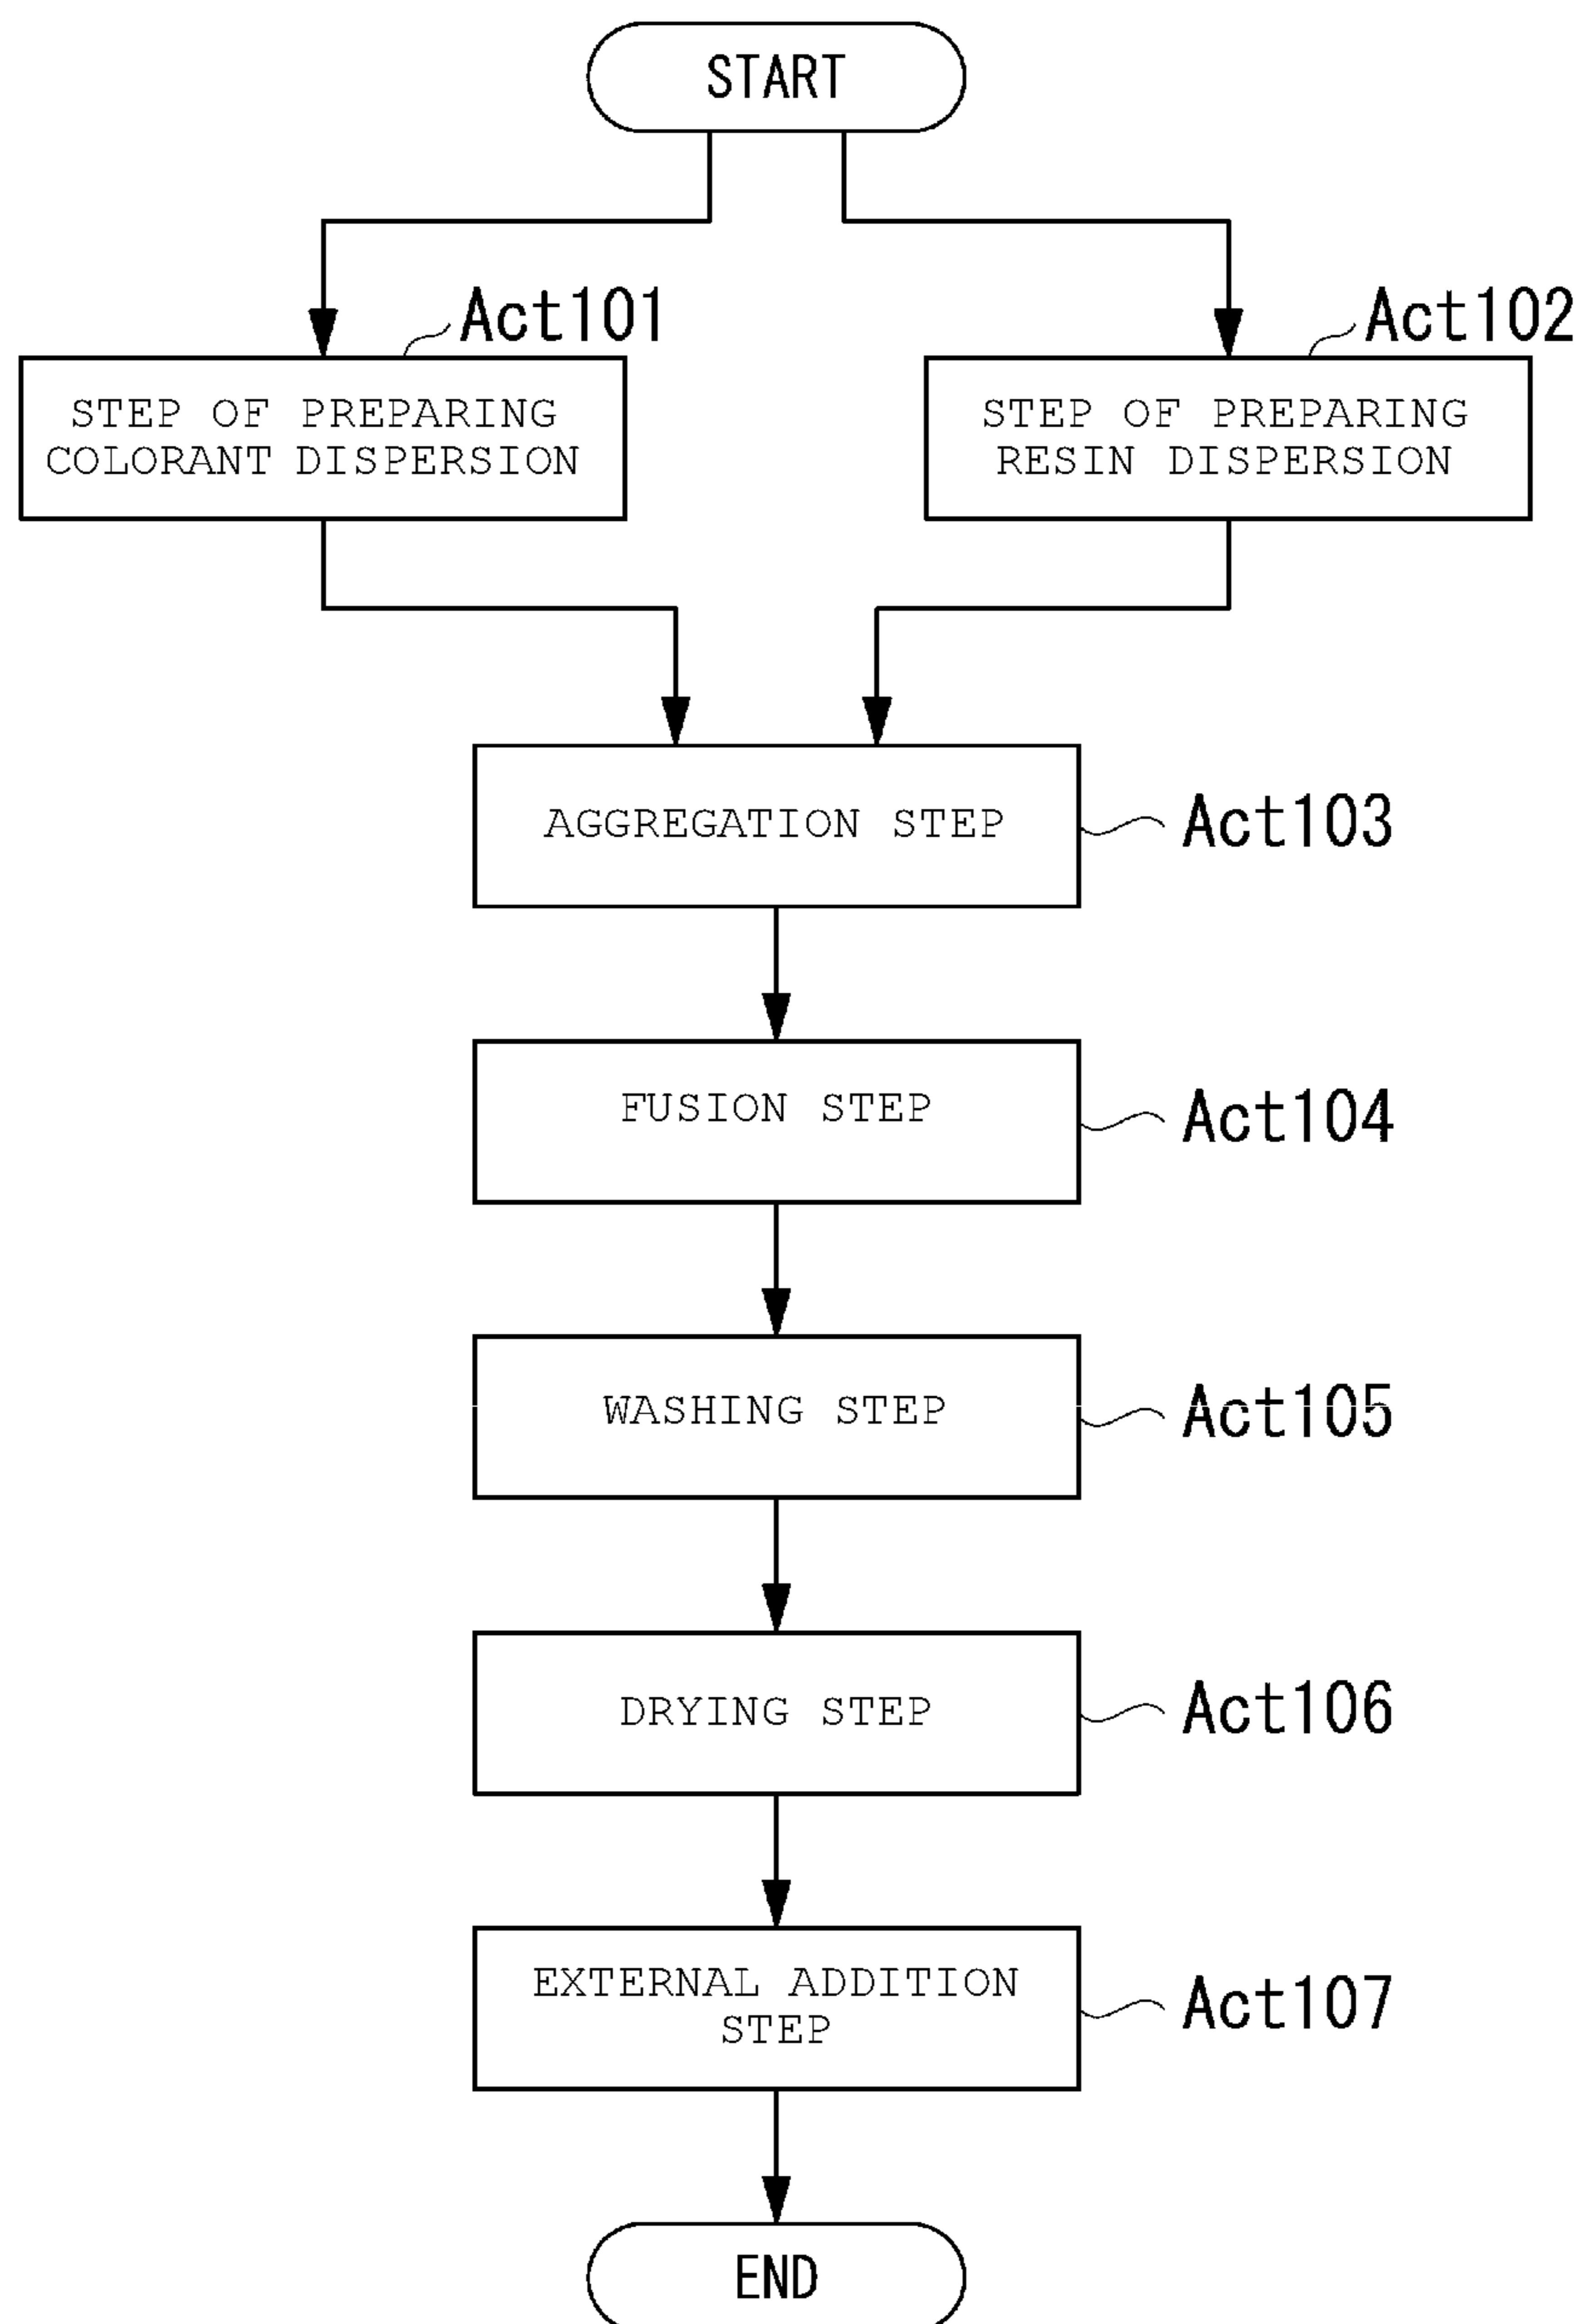 START
Act101
Act102
STEP OF PREPARING
COLORANT DISPERSION
STEP OF PREPARING
RESIN DISPERSION
AGGREGATION STEP
Act103
FUSION STEP
Act104
WASHING STEP
Act105
DRYING STEP
Act106
EXTERNAL ADDITION
STEP
Act107
END